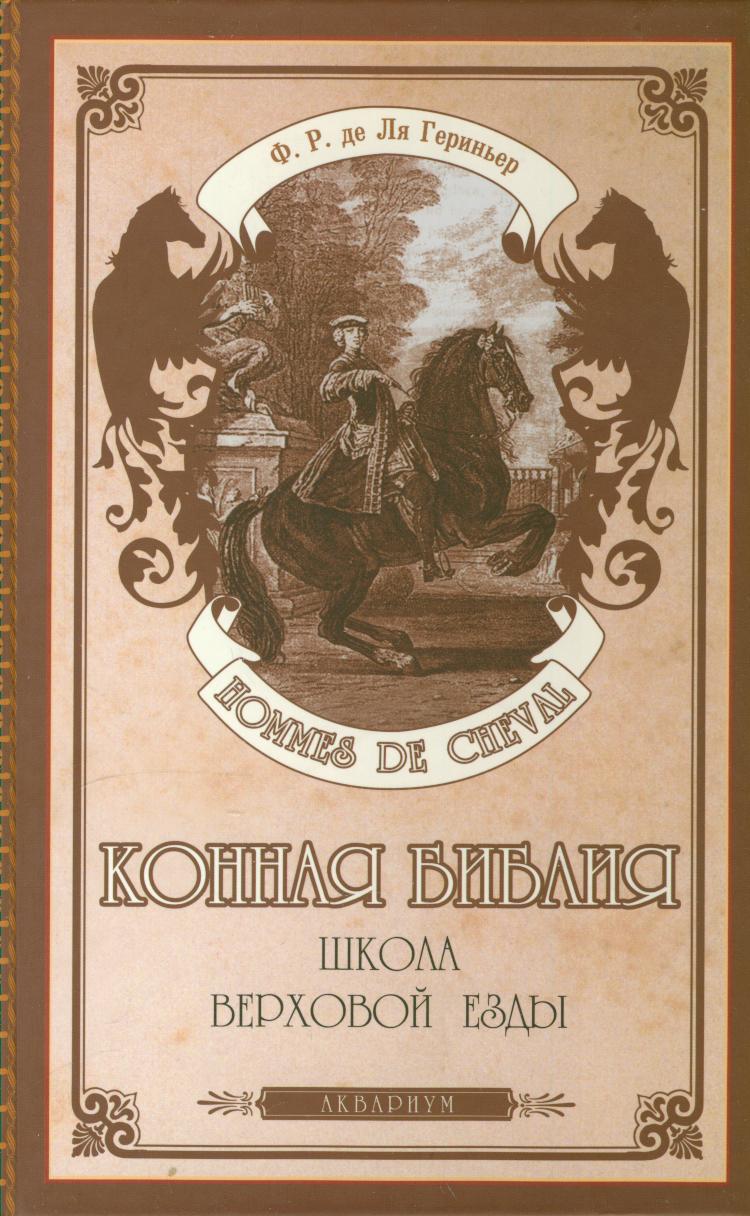 Ф. Р. де Ля Гериньер
HOMMES DE CHEVAL
КОННАЯ БИБЛИЯ
ШКОЛА
ВЕРХОВОЙ ЕЗДЫ
АКВАРИУМ